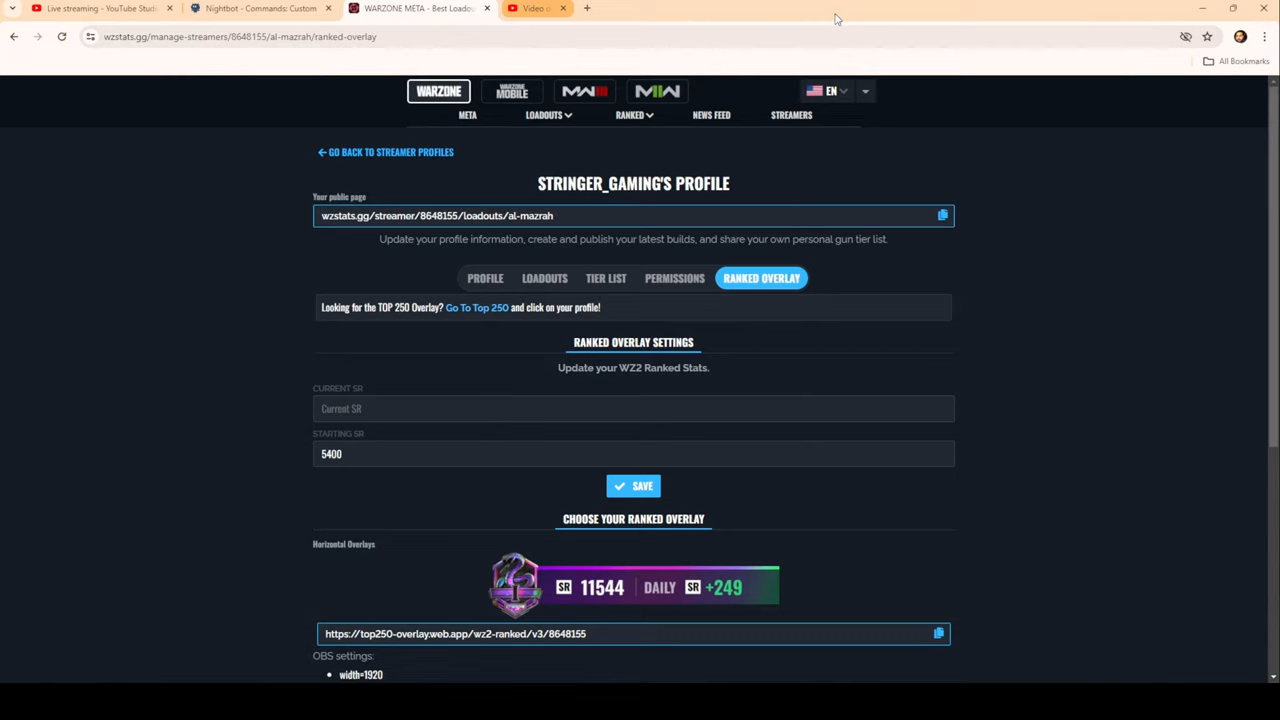 Live streaming - YouTube Studi
Nightbot - Commands: Custom
WARZONE META - Best Loadou
Video d
wzstats.gg/manage-streamers/8648155/al-mazrah/ranked-overlay
All Bookmarks
WARZONE
WARZONE MOBILE
MWIII
MWII
EN
META
LOADOUTS
RANKED
NEWS FEED
STREAMERS
GO BACK TO STREAMER PROFILES
STRINGER_GAMING'S PROFILE
Your public page
wzstats.gg/streamer/8648155/loadouts/al-mazrah
Update your profile information, create and publish your latest builds, and share your own personal gun tier list.
PROFILE
LOADOUTS
TIER LIST
PERMISSIONS
RANKED OVERLAY
Looking for the TOP 250 Overlay? Go To Top 250 and click on your profile!
RANKED OVERLAY SETTINGS
Update your WZ2 Ranked Stats.
CURRENT SR
Current SR
STARTING SR
5400
SAVE
CHOOSE YOUR RANKED OVERLAY
Horizontal Overlays
SR 11544 DAILY SR +249
https://top250-overlay.web.app/wz2-ranked/v3/8648155
OBS settings:
• width=1920